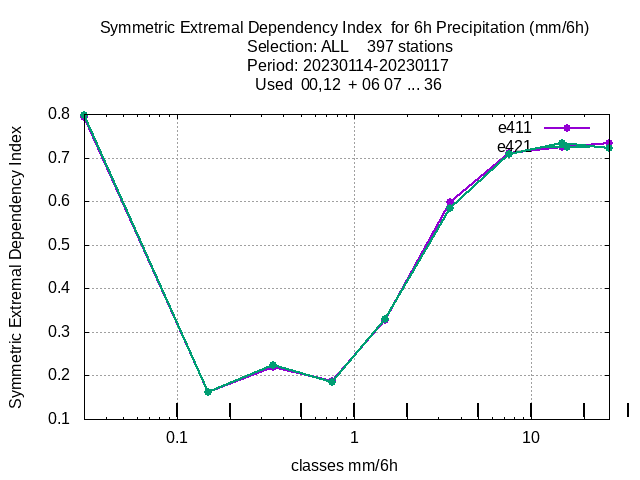 Symmetric Extremal Dependency Index  for 6h Precipitation (mm/6h)
Selection: ALL    397 stations
Period: 20230114-20230117
Used  00,12  + 06 07 ... 36
Symmetric Extremal Dependency Index
0.8
0.7
0.6
0.5
0.4
0.3
0.2
0.1
e411
e421
0.1
1
10
classes mm/6h